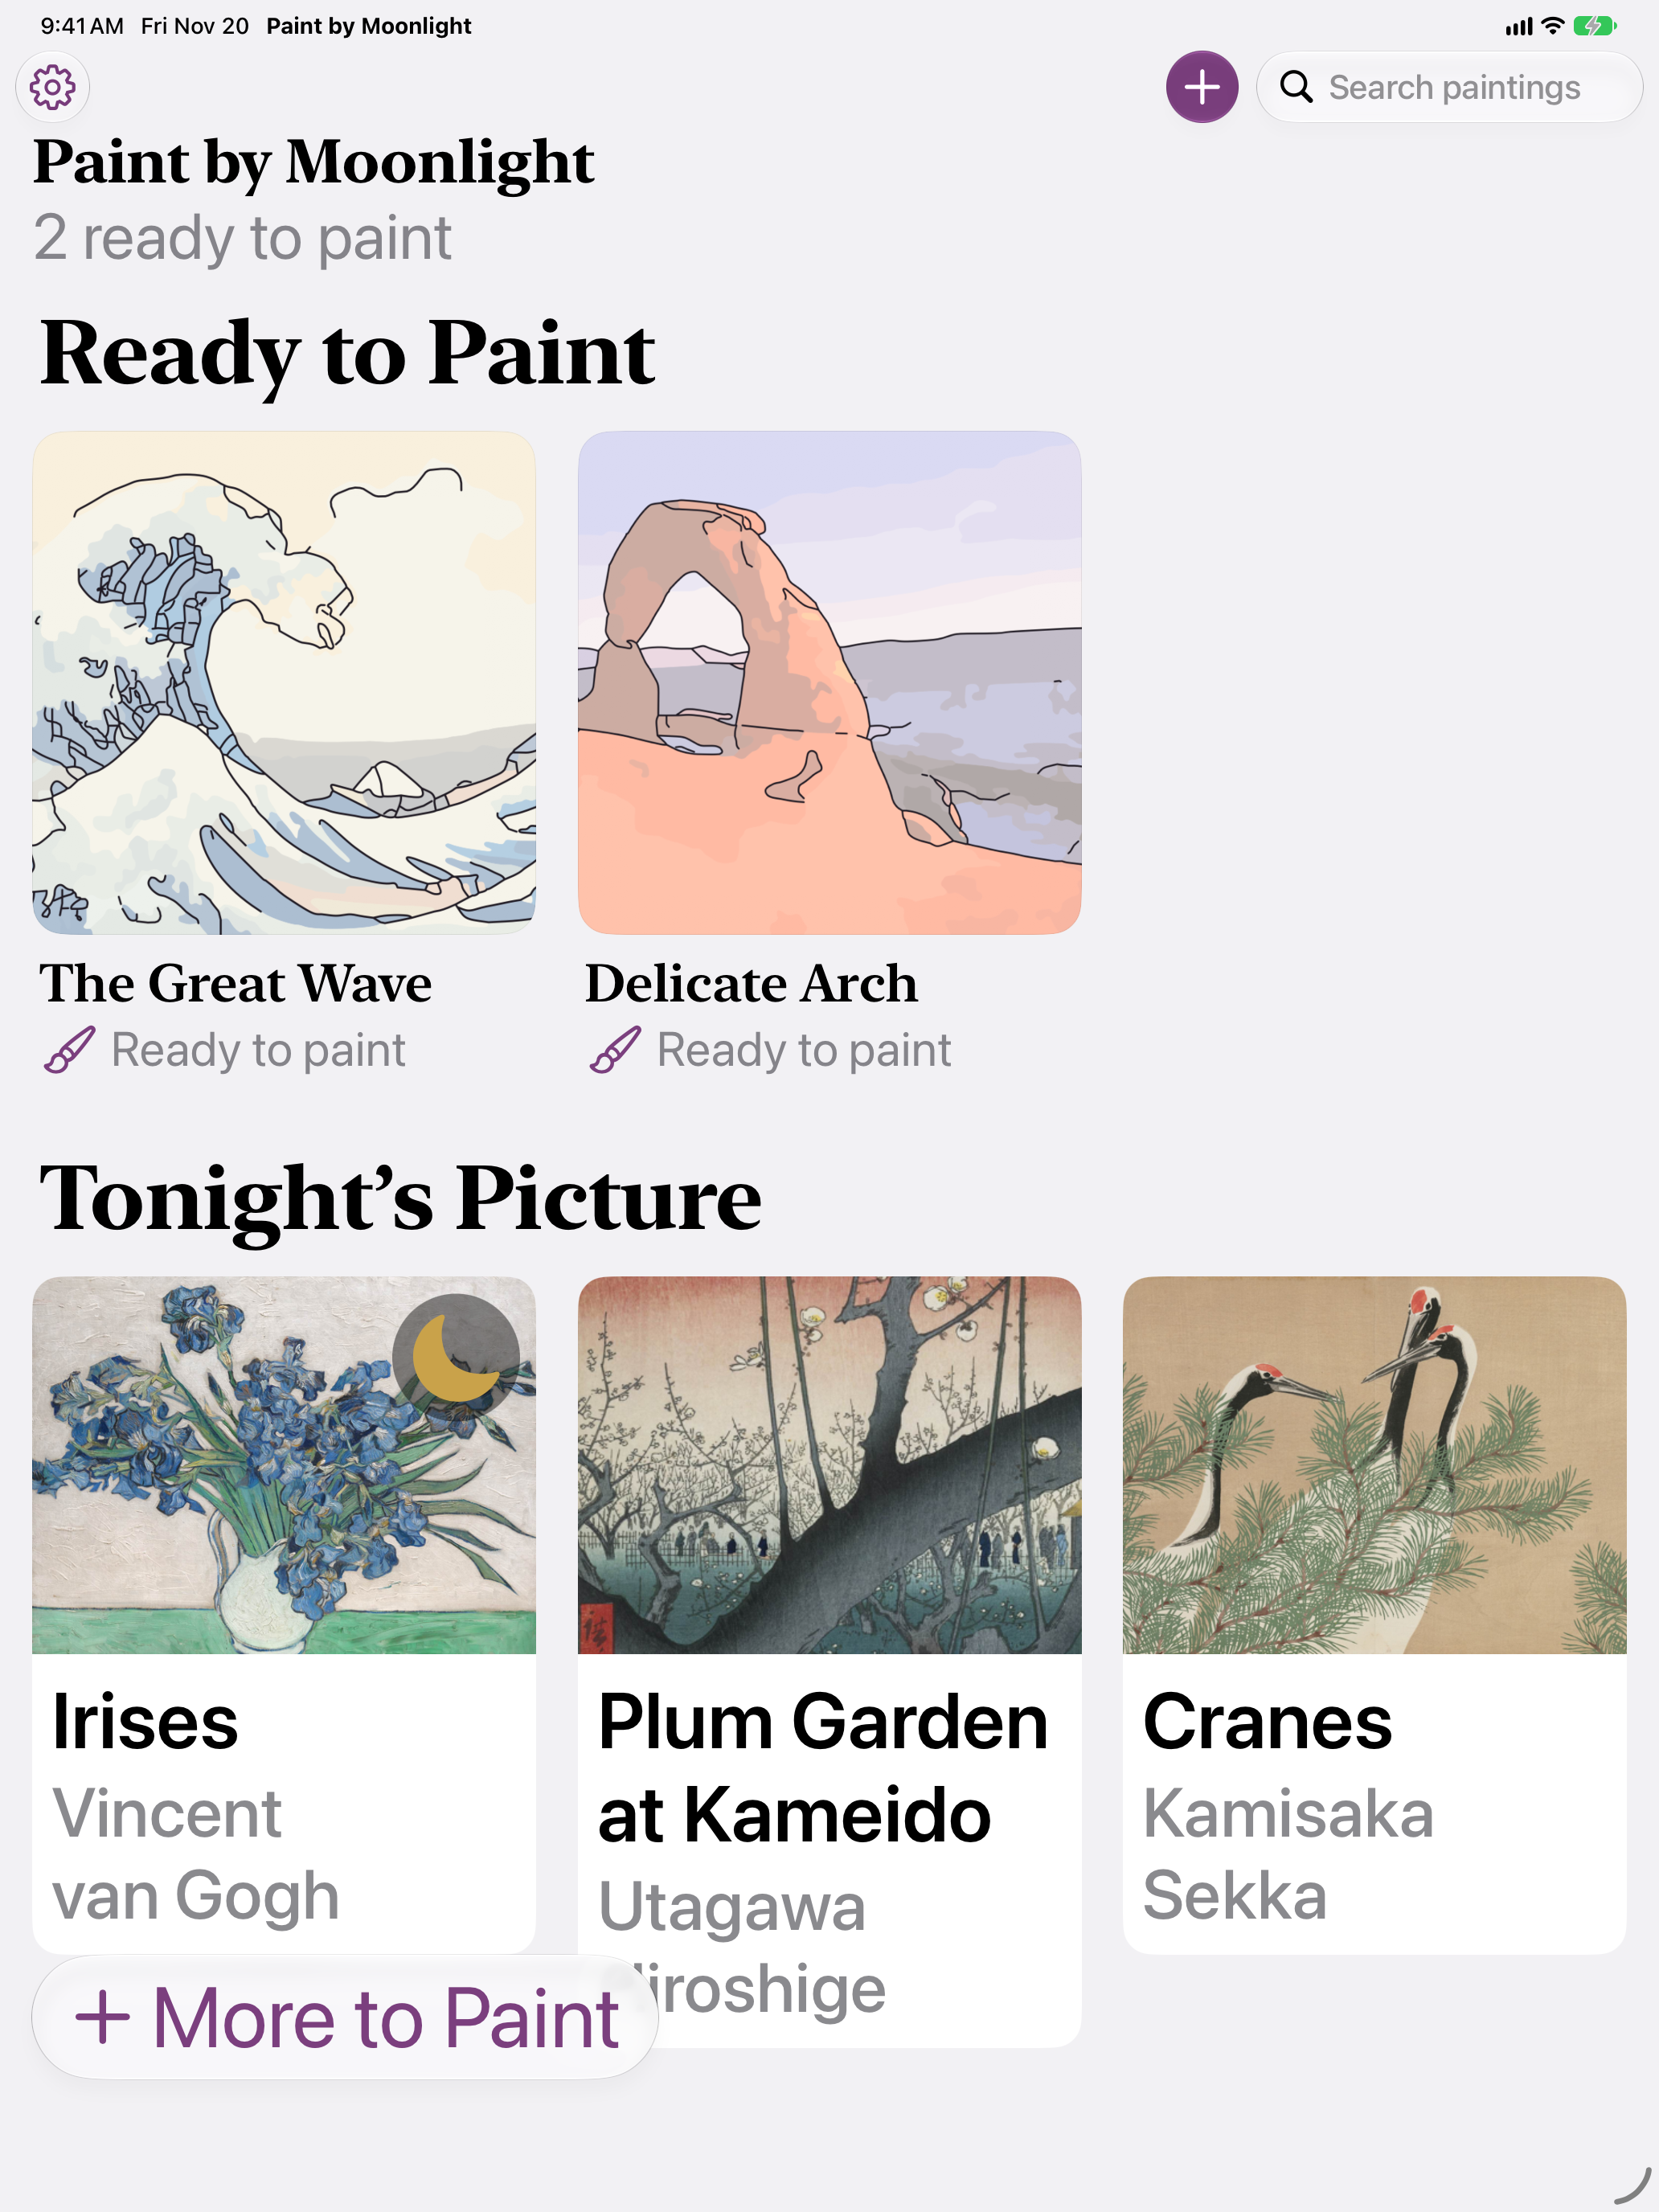 9:41 AM Fri Nov 20 Paint by Moonlight
Search paintings
Paint by Moonlight
2 ready to paint
Ready to Paint
The Great Wave
Ready to paint
Delicate Arch
Ready to paint
Tonight’s Picture
Irises
Vincent
van Gogh
Plum Garden
at Kameido
Utagawa
Hiroshige
Cranes
Kamisaka
Sekka
+ More to Paint